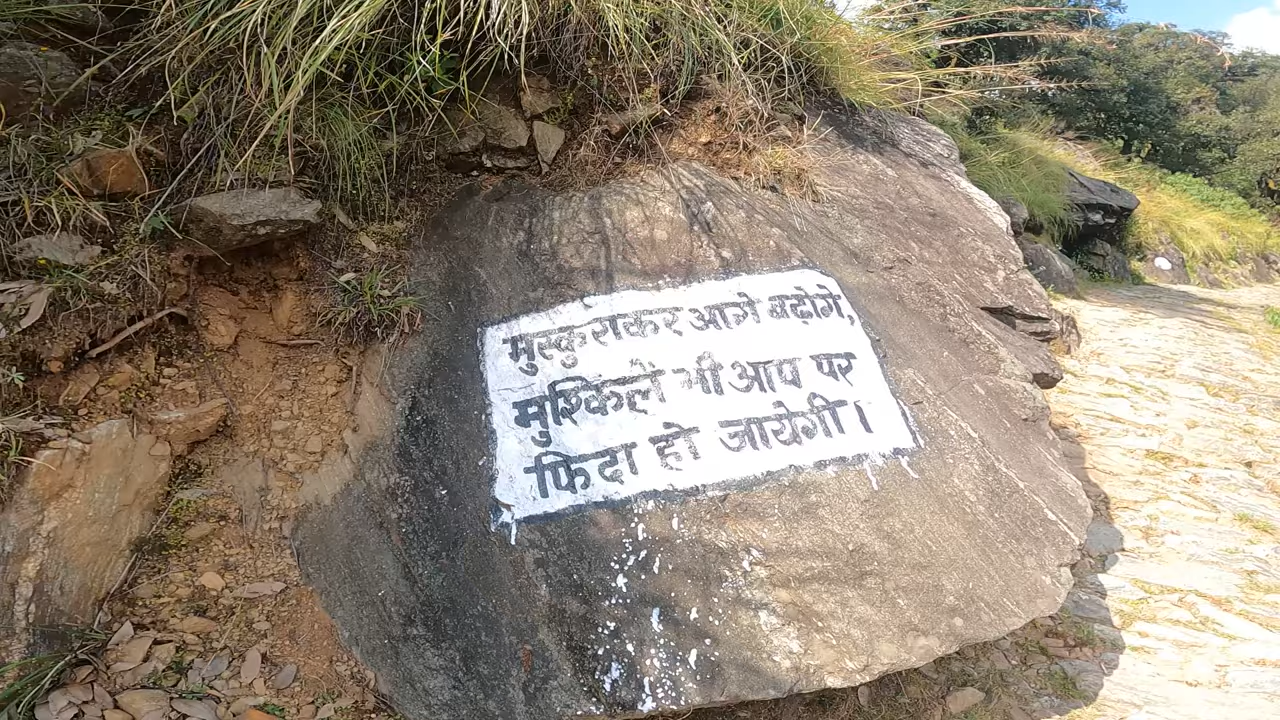 मुस्कुराकर आगे बढ़ोगे,
मुश्किलें भी आप पर
फिदा हो जायेगी।